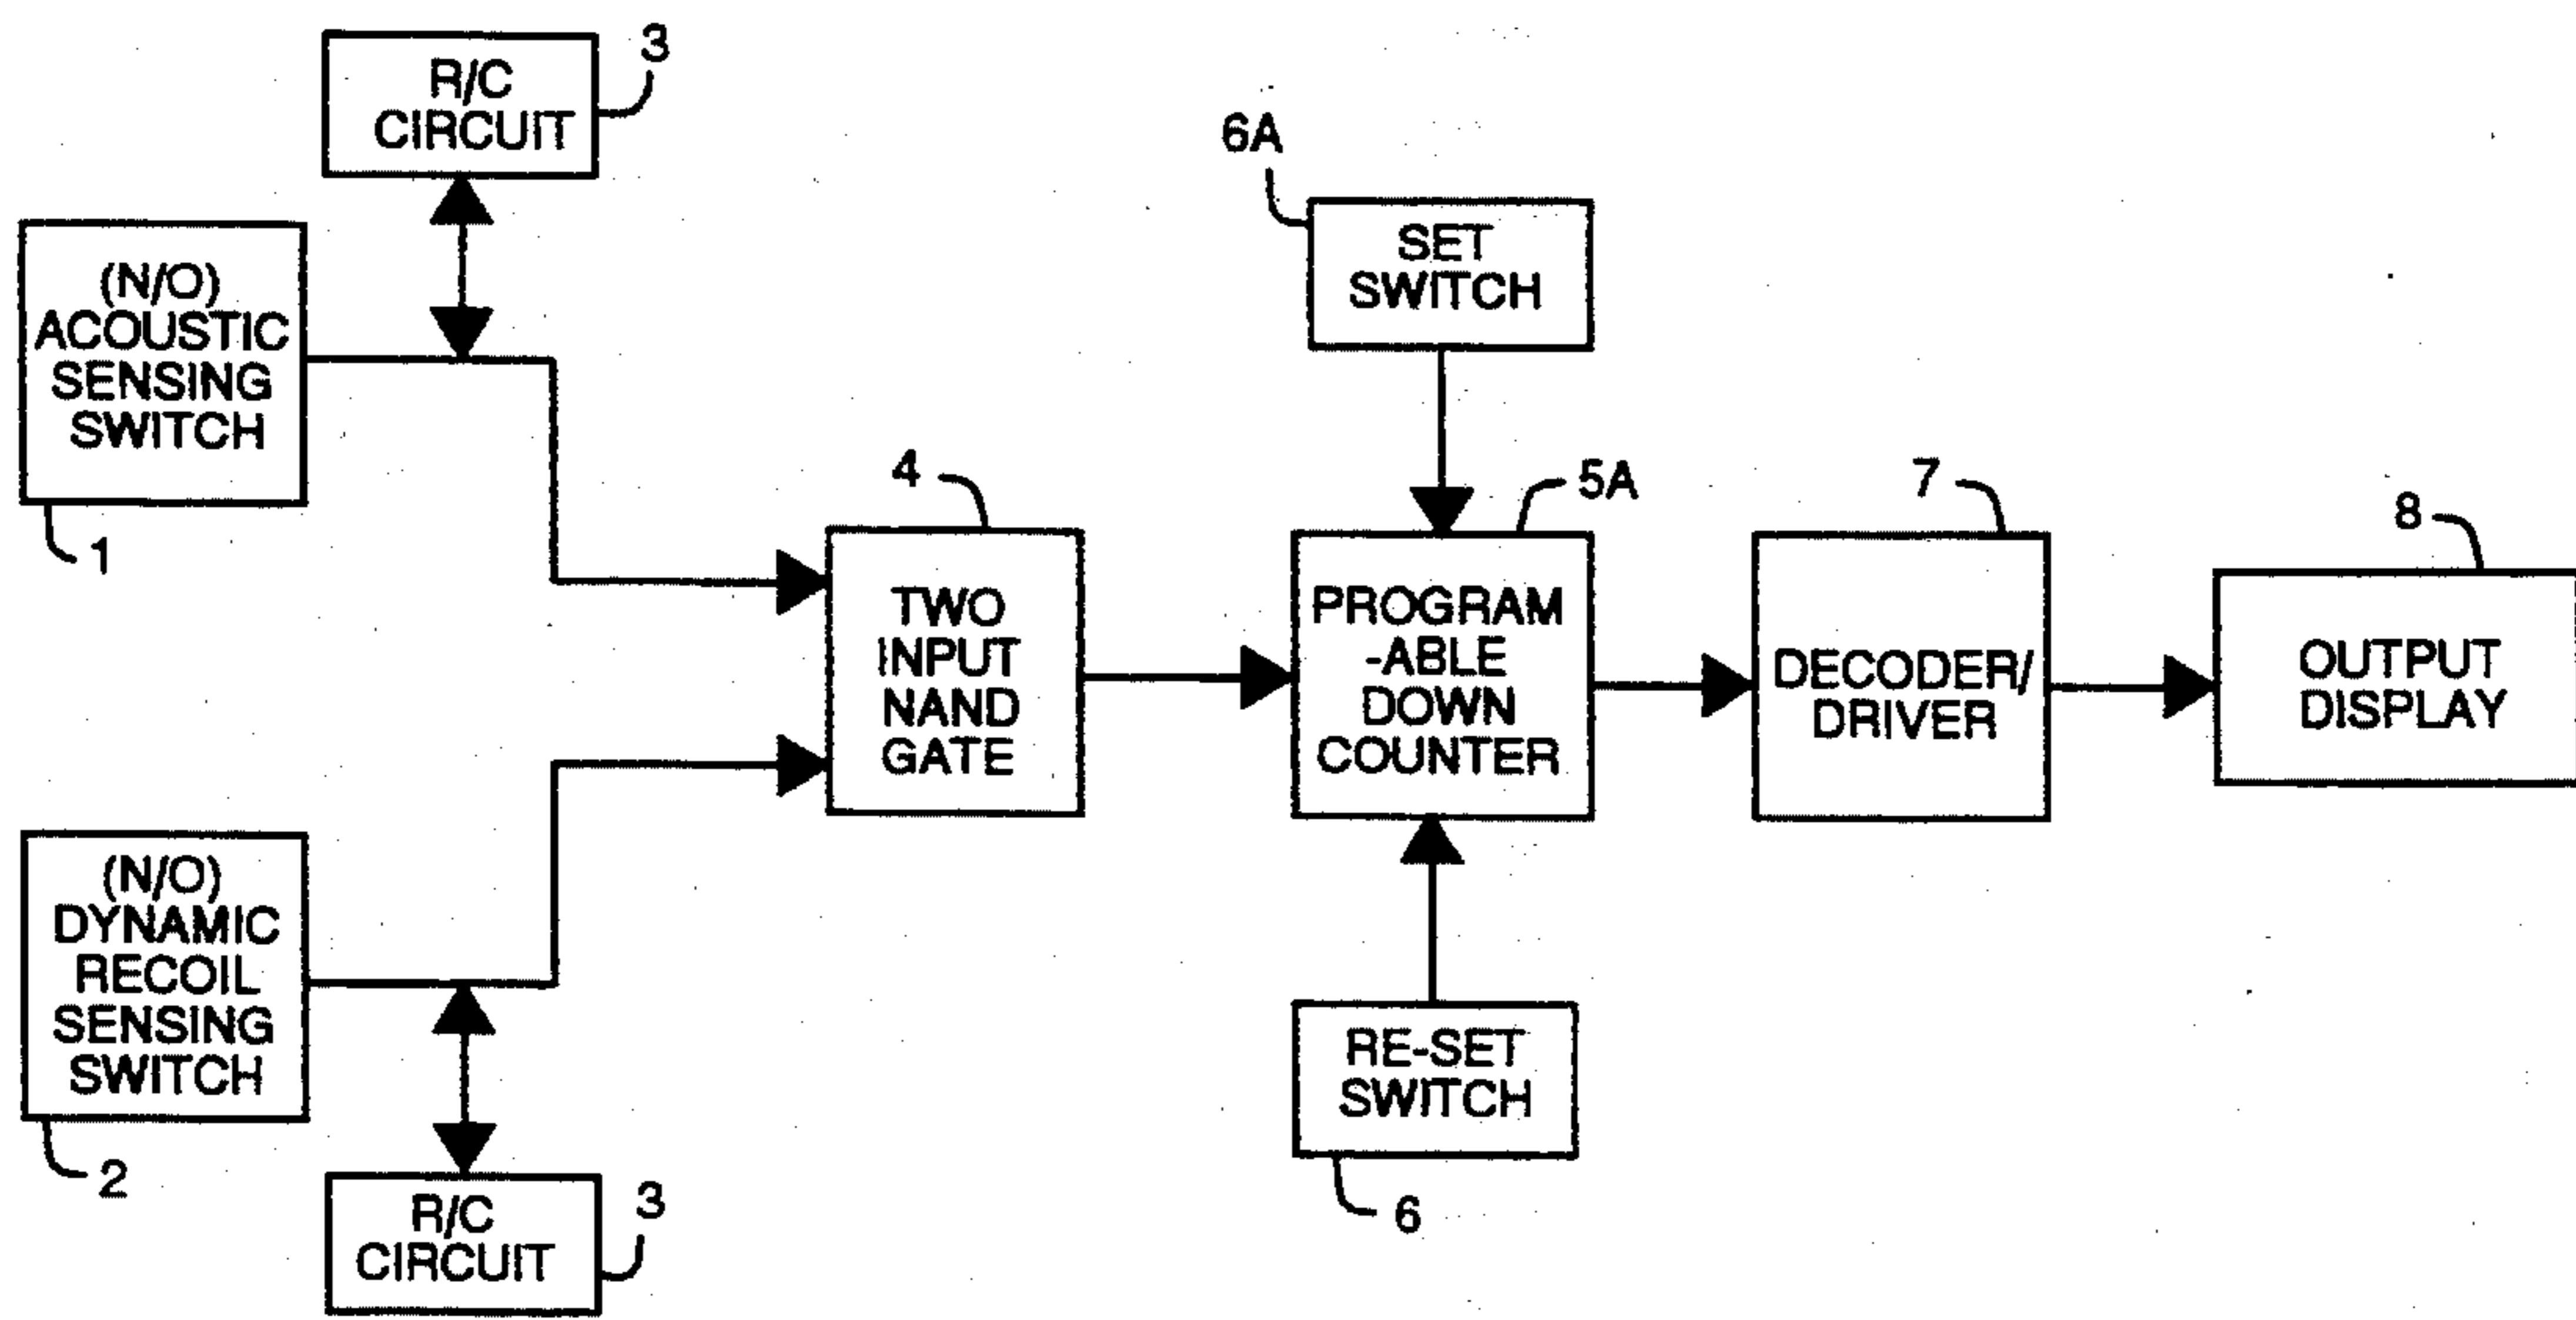 R/C
CIRCUIT
3
(N/O)
ACOUSTIC
SENSING
SWITCH
1
6A
SET
SWITCH
4
TWO
INPUT
NAND
GATE
5A
PROGRAM
-ABLE
DOWN
COUNTER
7
DECODER/
DRIVER
8
OUTPUT
DISPLAY
(N/O)
DYNAMIC
RECOIL
SENSING
SWITCH
2
R/C
CIRCUIT
3
RE-SET
SWITCH
6